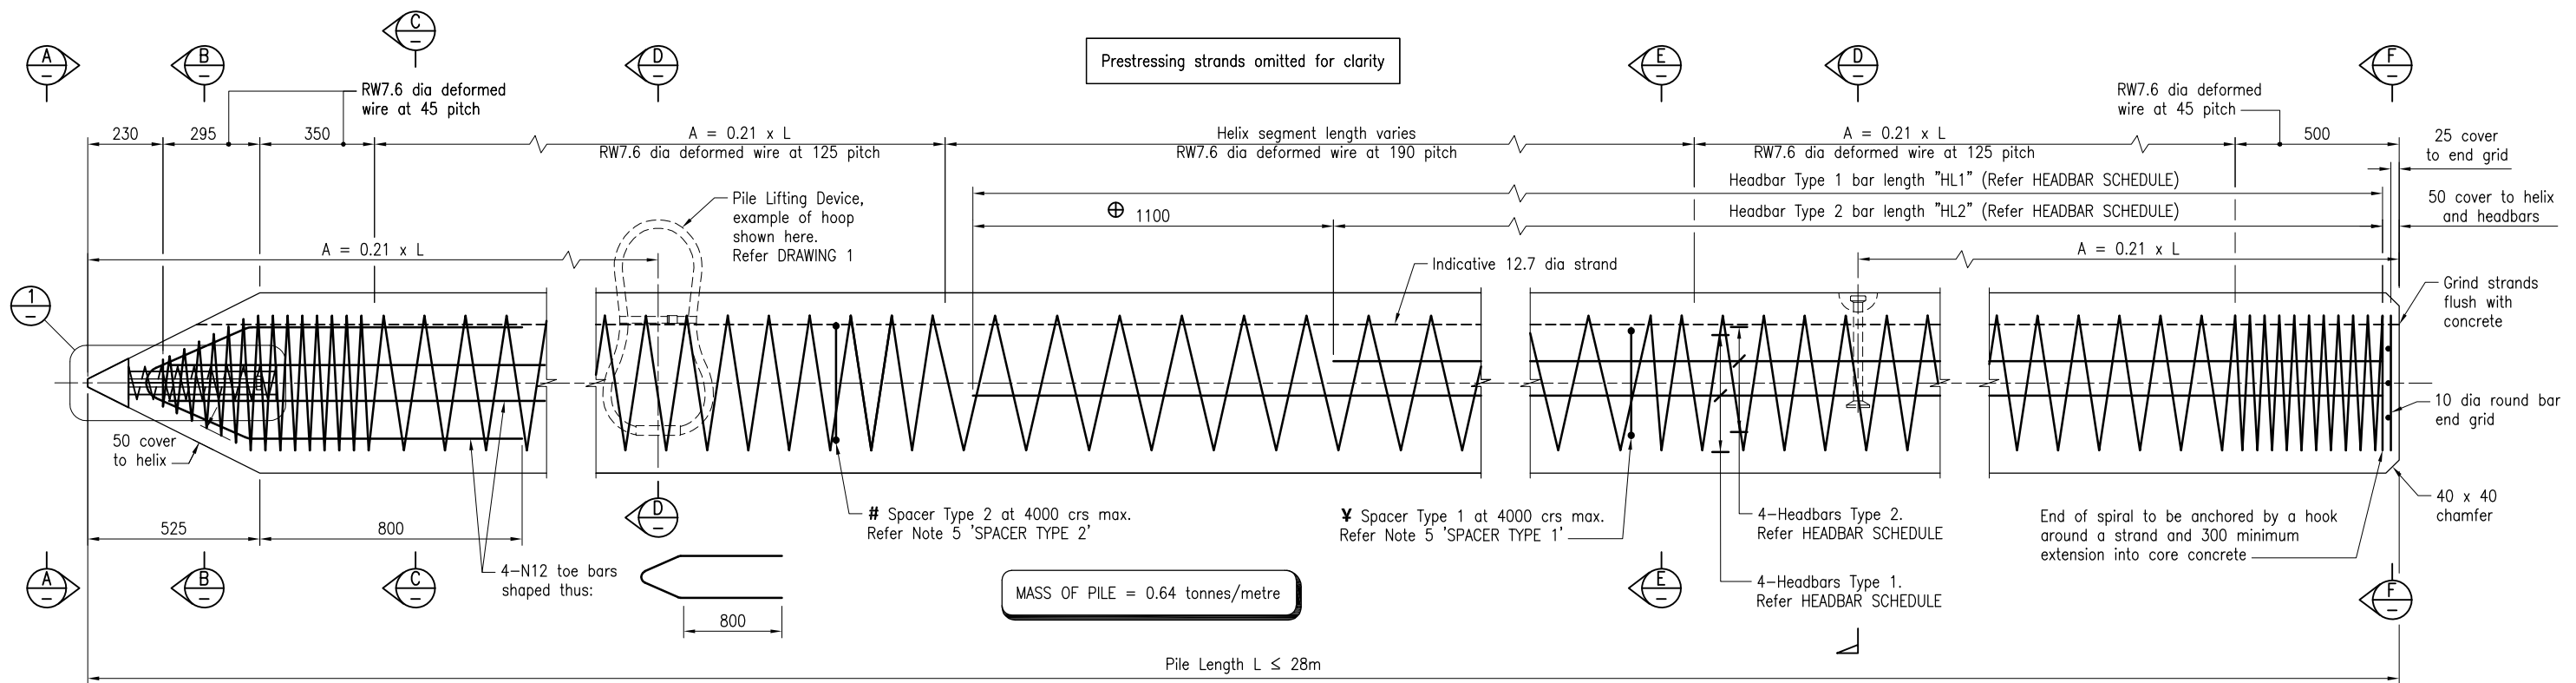 C
–
A
–
B
–
D
–
Prestressing strands omitted for clarity
E
–
D
–
F
–
RW7.6 dia deformed
wire at 45 pitch
RW7.6 dia deformed
wire at 45 pitch
230
295
350
A = 0.21 x L
RW7.6 dia deformed wire at 125 pitch
Helix segment length varies
RW7.6 dia deformed wire at 190 pitch
A = 0.21 x L
RW7.6 dia deformed wire at 125 pitch
500
25 cover
to end grid
Headbar Type 1 bar length "HL1" (Refer HEADBAR SCHEDULE)
Pile Lifting Device,
example of hoop
shown here.
Refer DRAWING 1
⊕ 1100
Headbar Type 2 bar length "HL2" (Refer HEADBAR SCHEDULE)
50 cover to helix
and headbars
A = 0.21 x L
A = 0.21 x L
Indicative 12.7 dia strand
1
–
Grind strands
flush with
concrete
10 dia round bar
end grid
50 cover
to helix
525
800
D
–
# Spacer Type 2 at 4000 crs max.
Refer Note 5 'SPACER TYPE 2'
¥ Spacer Type 1 at 4000 crs max.
Refer Note 5 'SPACER TYPE 1'
4-Headbars Type 2.
Refer HEADBAR SCHEDULE
End of spiral to be anchored by a hook
around a strand and 300 minimum
extension into core concrete
40 x 40
chamfer
A
–
B
–
C
–
4-N12 toe bars
shaped thus:
800
MASS OF PILE = 0.64 tonnes/metre
E
–
4-Headbars Type 1.
Refer HEADBAR SCHEDULE
F
–
Pile Length L ≤ 28m